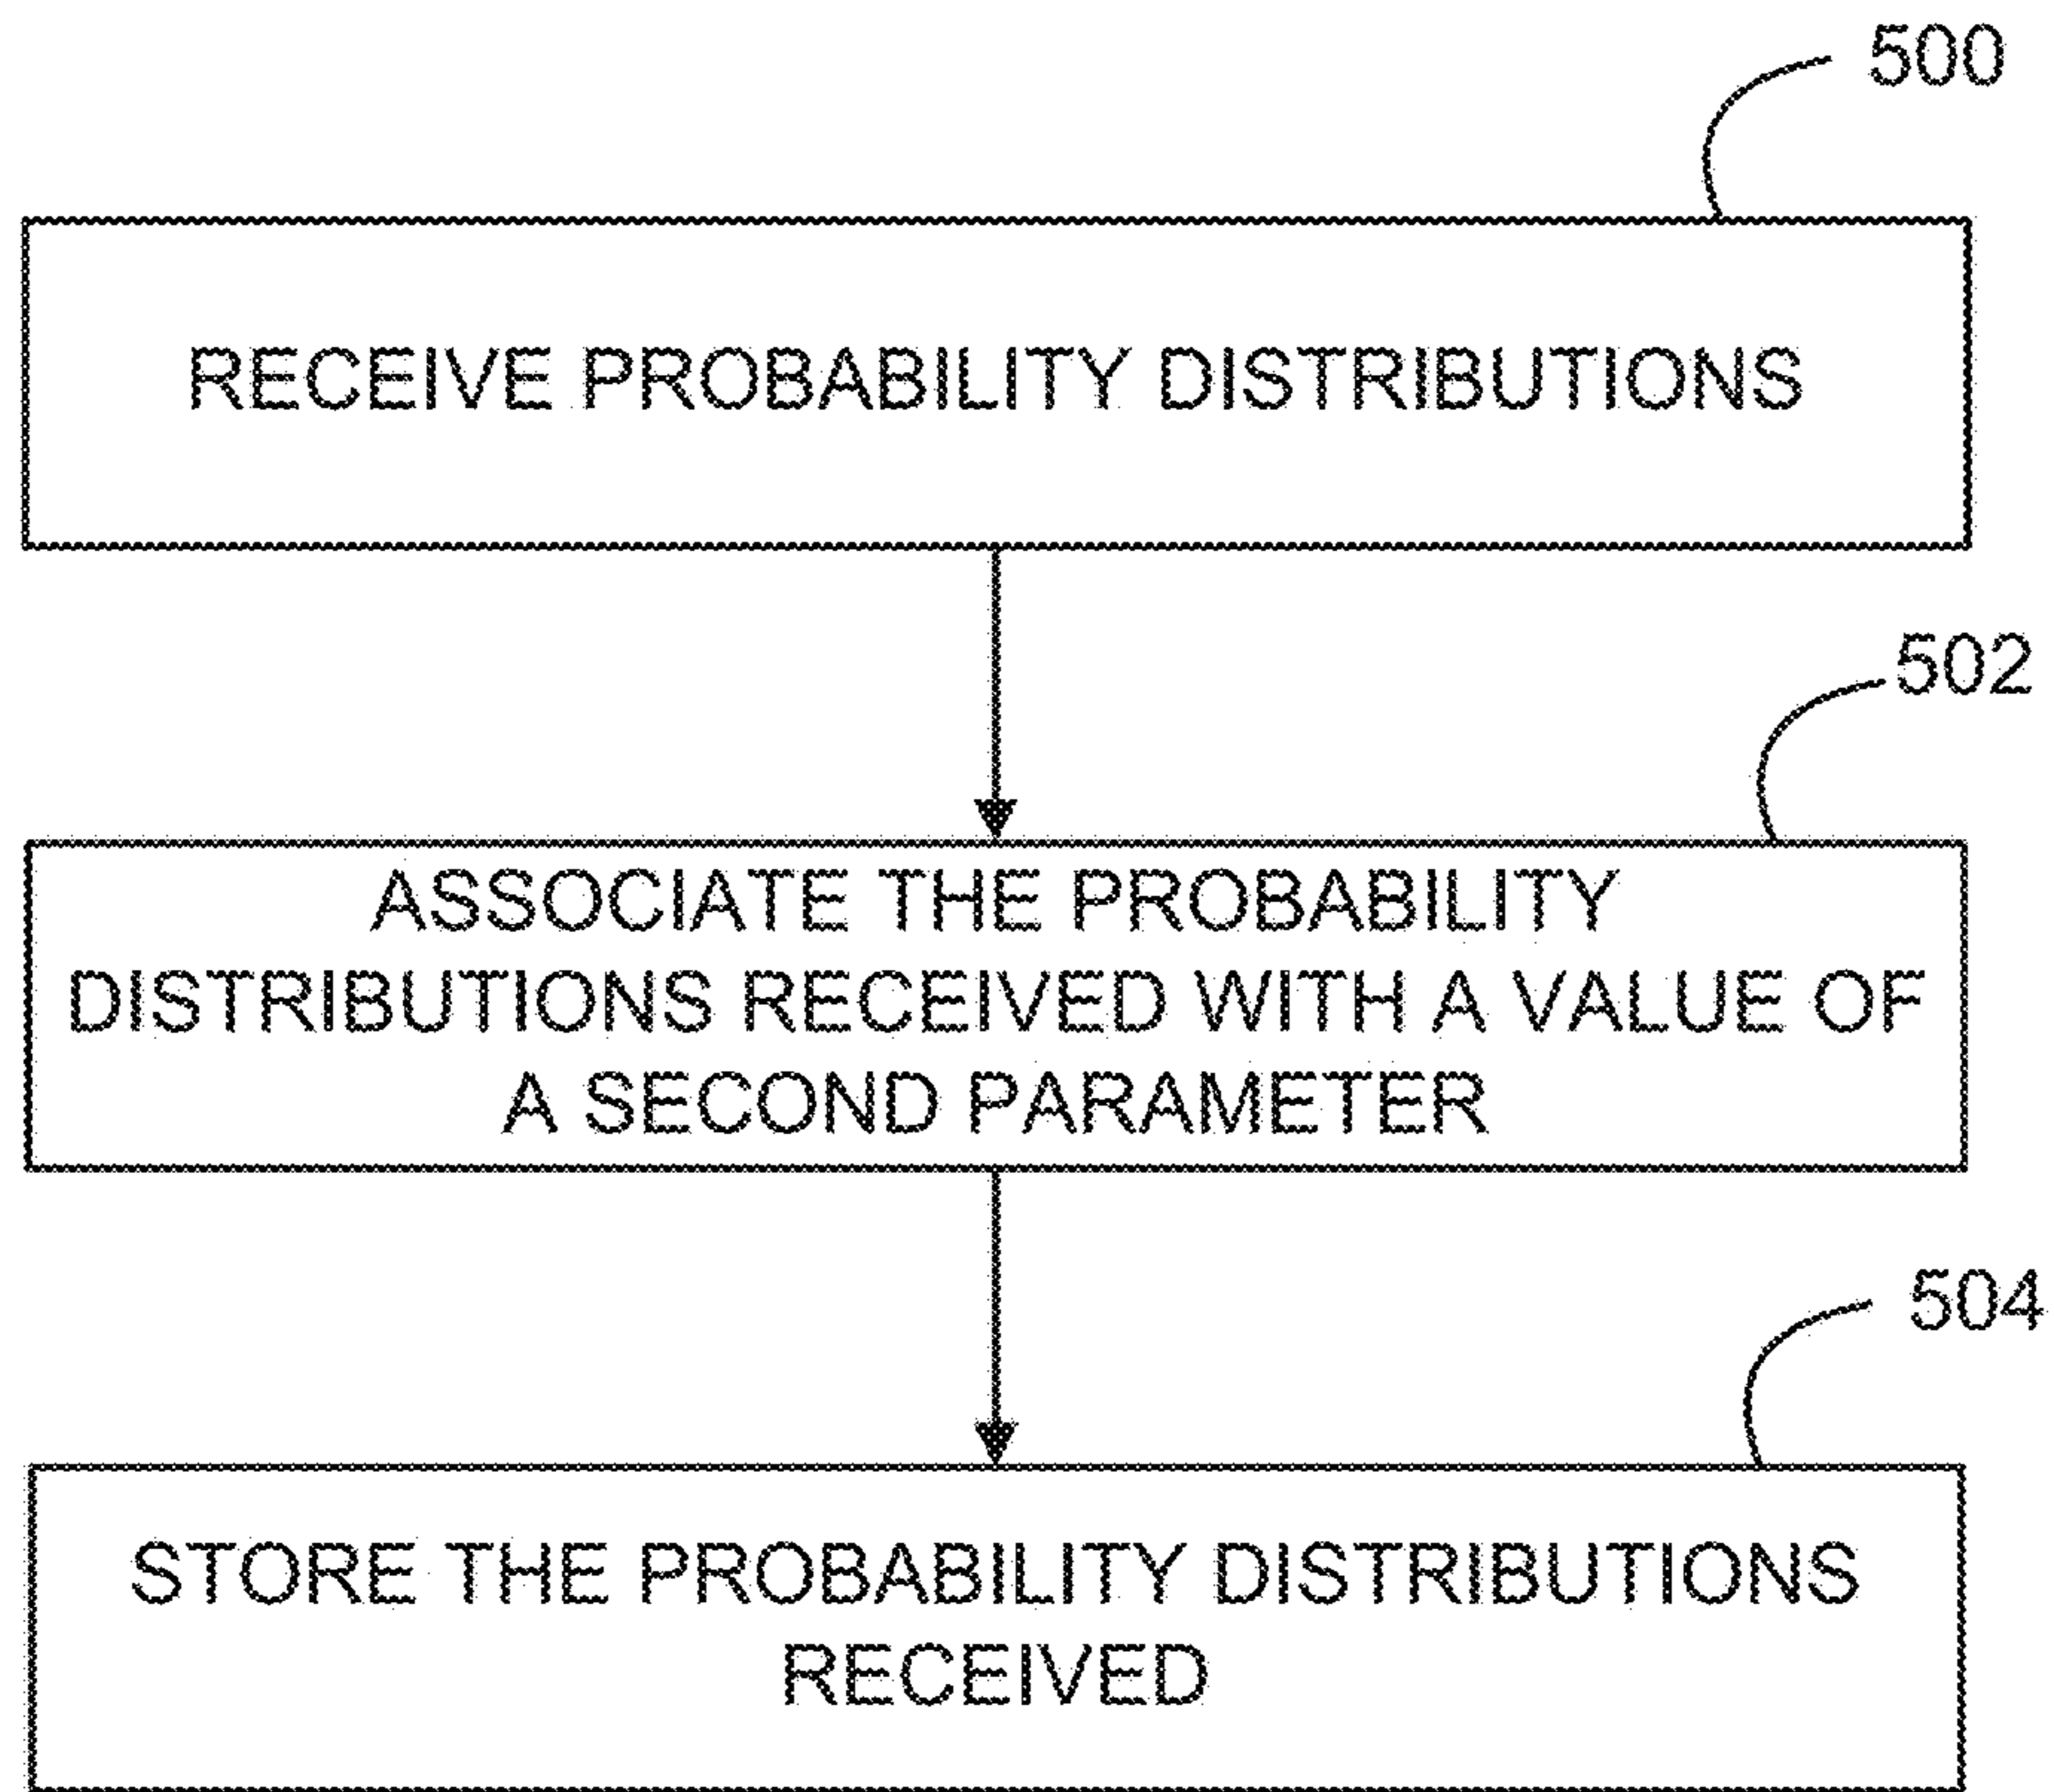 500
RECEIVE PROBABILITY DISTRIBUTIONS
502
ASSOCIATE THE PROBABILITY
DISTRIBUTIONS RECEIVED WITH A VALUE OF
A SECOND PARAMETER
504
STORE THE PROBABILITY DISTRIBUTIONS
RECEIVED